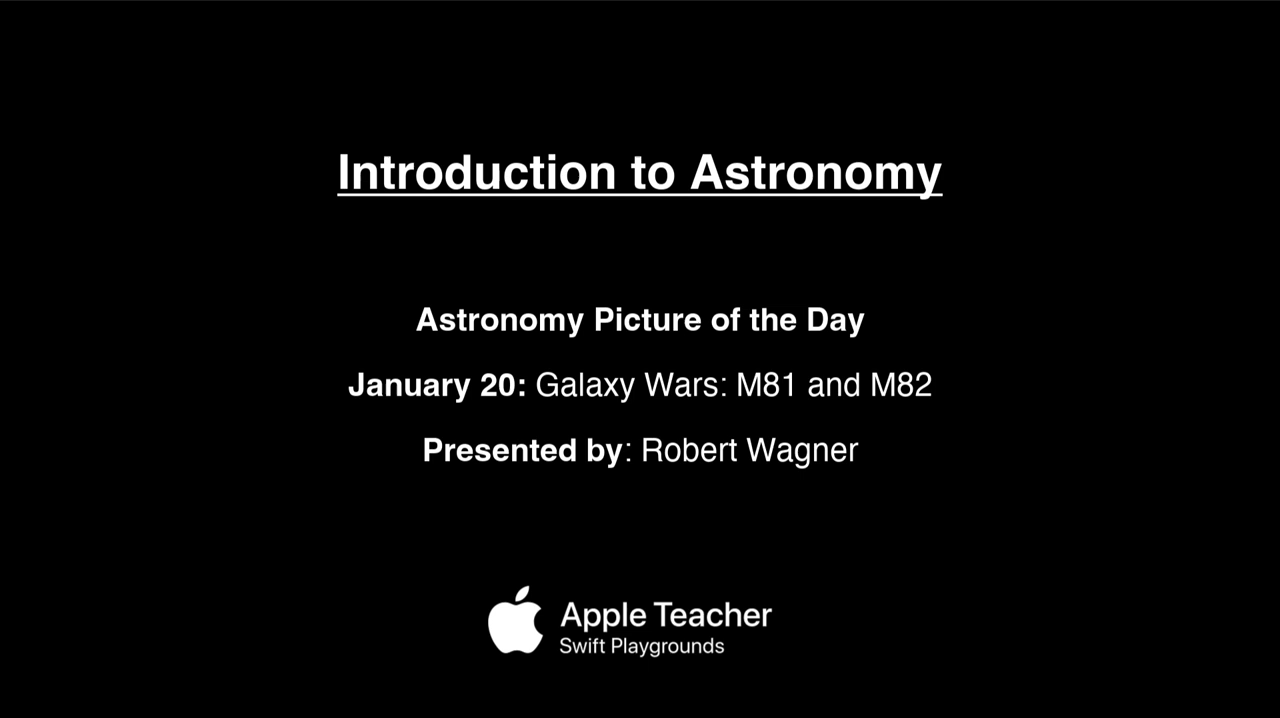 Introduction to Astronomy
Astronomy Picture of the Day
January 20: Galaxy Wars: M81 and M82
Presented by: Robert Wagner
Apple Teacher
Swift Playgrounds